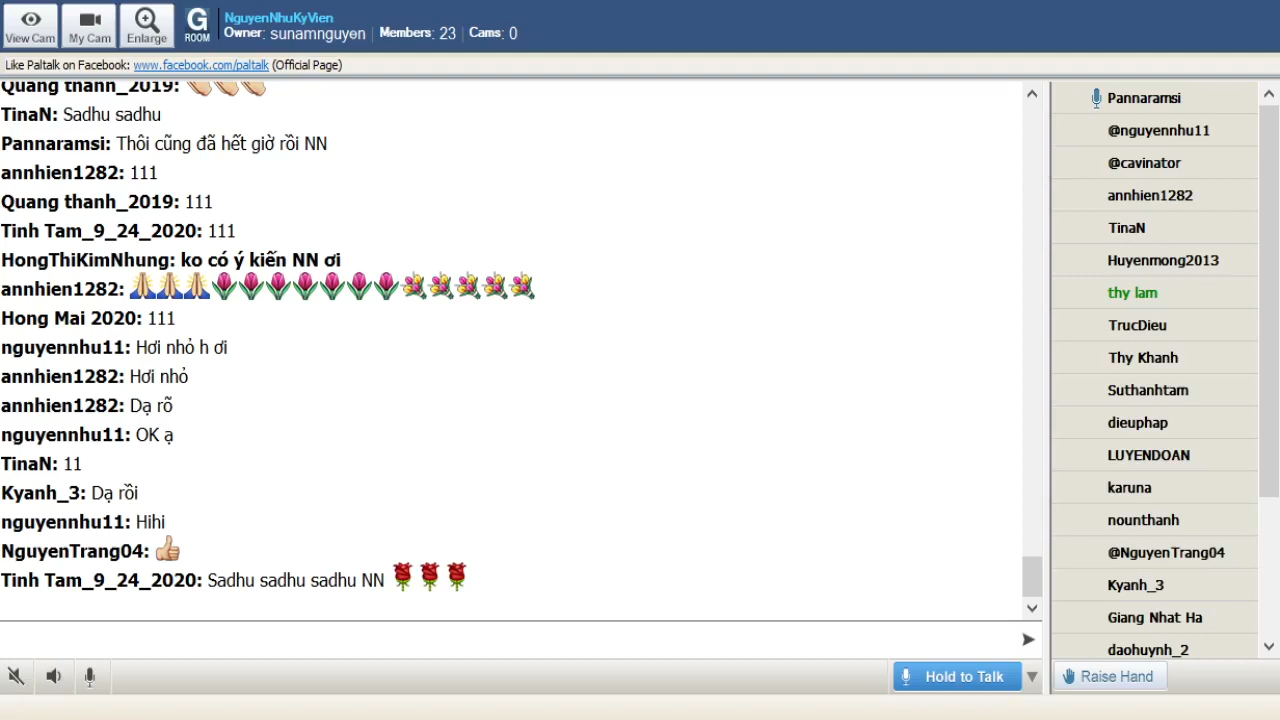 View Cam
My Cam
Enlarge
G
ROOM
NguyenNhuKyVien
Owner: sunamnguyen | Members: 23 | Cams: 0
Like Paltalk on Facebook: www.facebook.com/paltalk (Official Page)
Quang thanh_2019:
TinaN: Sadhu sadhu
Pannaramsi: Thôi cũng đã hết giờ rồi NN
annhien1282: 111
Quang thanh_2019: 111
Tinh Tam_9_24_2020: 111
HongThiKimNhung: ko có ý kiến NN ơi
annhien1282:
Hong Mai 2020: 111
nguyennhu11: Hơi nhỏ h ơi
annhien1282: Hơi nhỏ
annhien1282: Dạ rõ
nguyennhu11: OK ạ
TinaN: 11
Kyanh_3: Dạ rồi
nguyennhu11: Hihi
NguyenTrang04:
Tinh Tam_9_24_2020: Sadhu sadhu sadhu NN
Hold to Talk
Pannaramsi
@nguyennhu11
@cavinator
annhien1282
TinaN
Huyenmong2013
thy lam
TrucDieu
Thy Khanh
Suthanhtam
dieuphap
LUYENDOAN
karuna
nounthanh
@NguyenTrang04
Kyanh_3
Giang Nhat Ha
daohuynh_2
Raise Hand